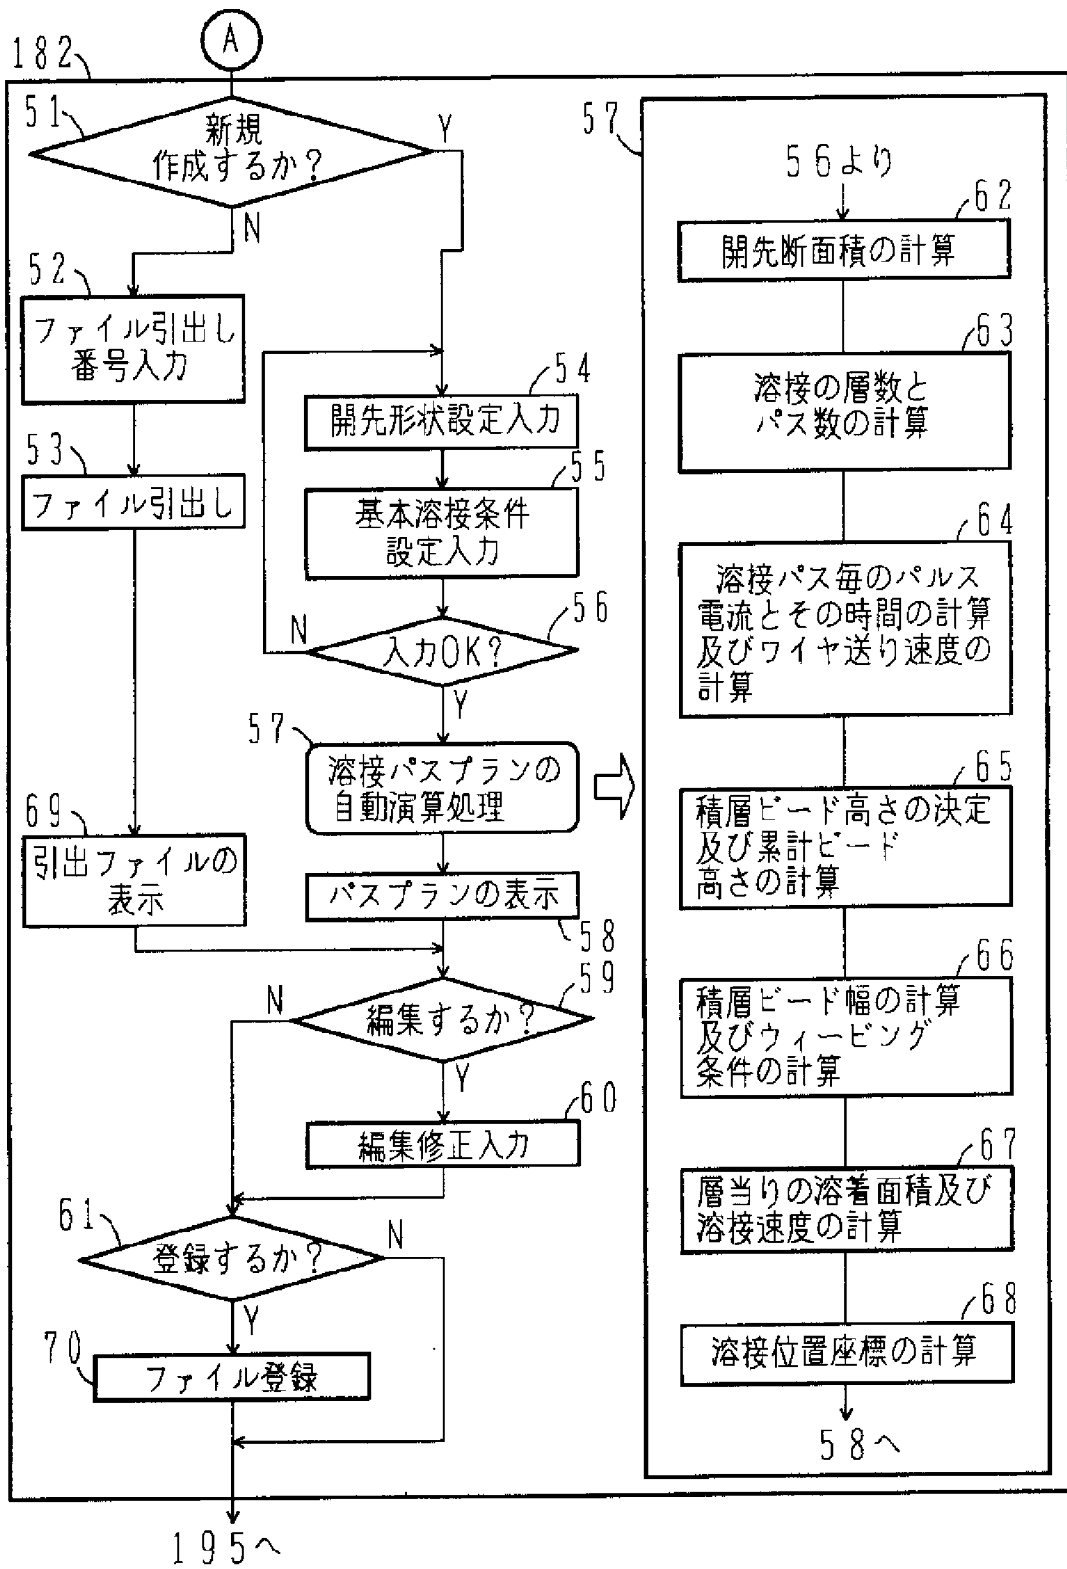 A
182
51
新規
作成するか？
Y
N
52
ファイル引出し
番号入力
53
ファイル引出し
54
開先形状設定入力
55
基本溶接条件
設定入力
56
入力OK？
N
Y
57
溶接パスプランの
自動演算処理
69
引出ファイルの
表示
パスプランの表示
58
59
編集するか？
N
Y
60
編集修正入力
61
登録するか？
N
Y
70
ファイル登録
195へ
57
56より
62
開先断面積の計算
63
溶接の層数と
パス数の計算
64
溶接パス毎のパルス
電流とその時間の計算
及びワイヤ送り速度の
計算
65
積層ビード高さの決定
及び累計ビード
高さの計算
66
積層ビード幅の計算
及びウィービング
条件の計算
67
層当りの溶着面積及び
溶接速度の計算
68
溶接位置座標の計算
58へ